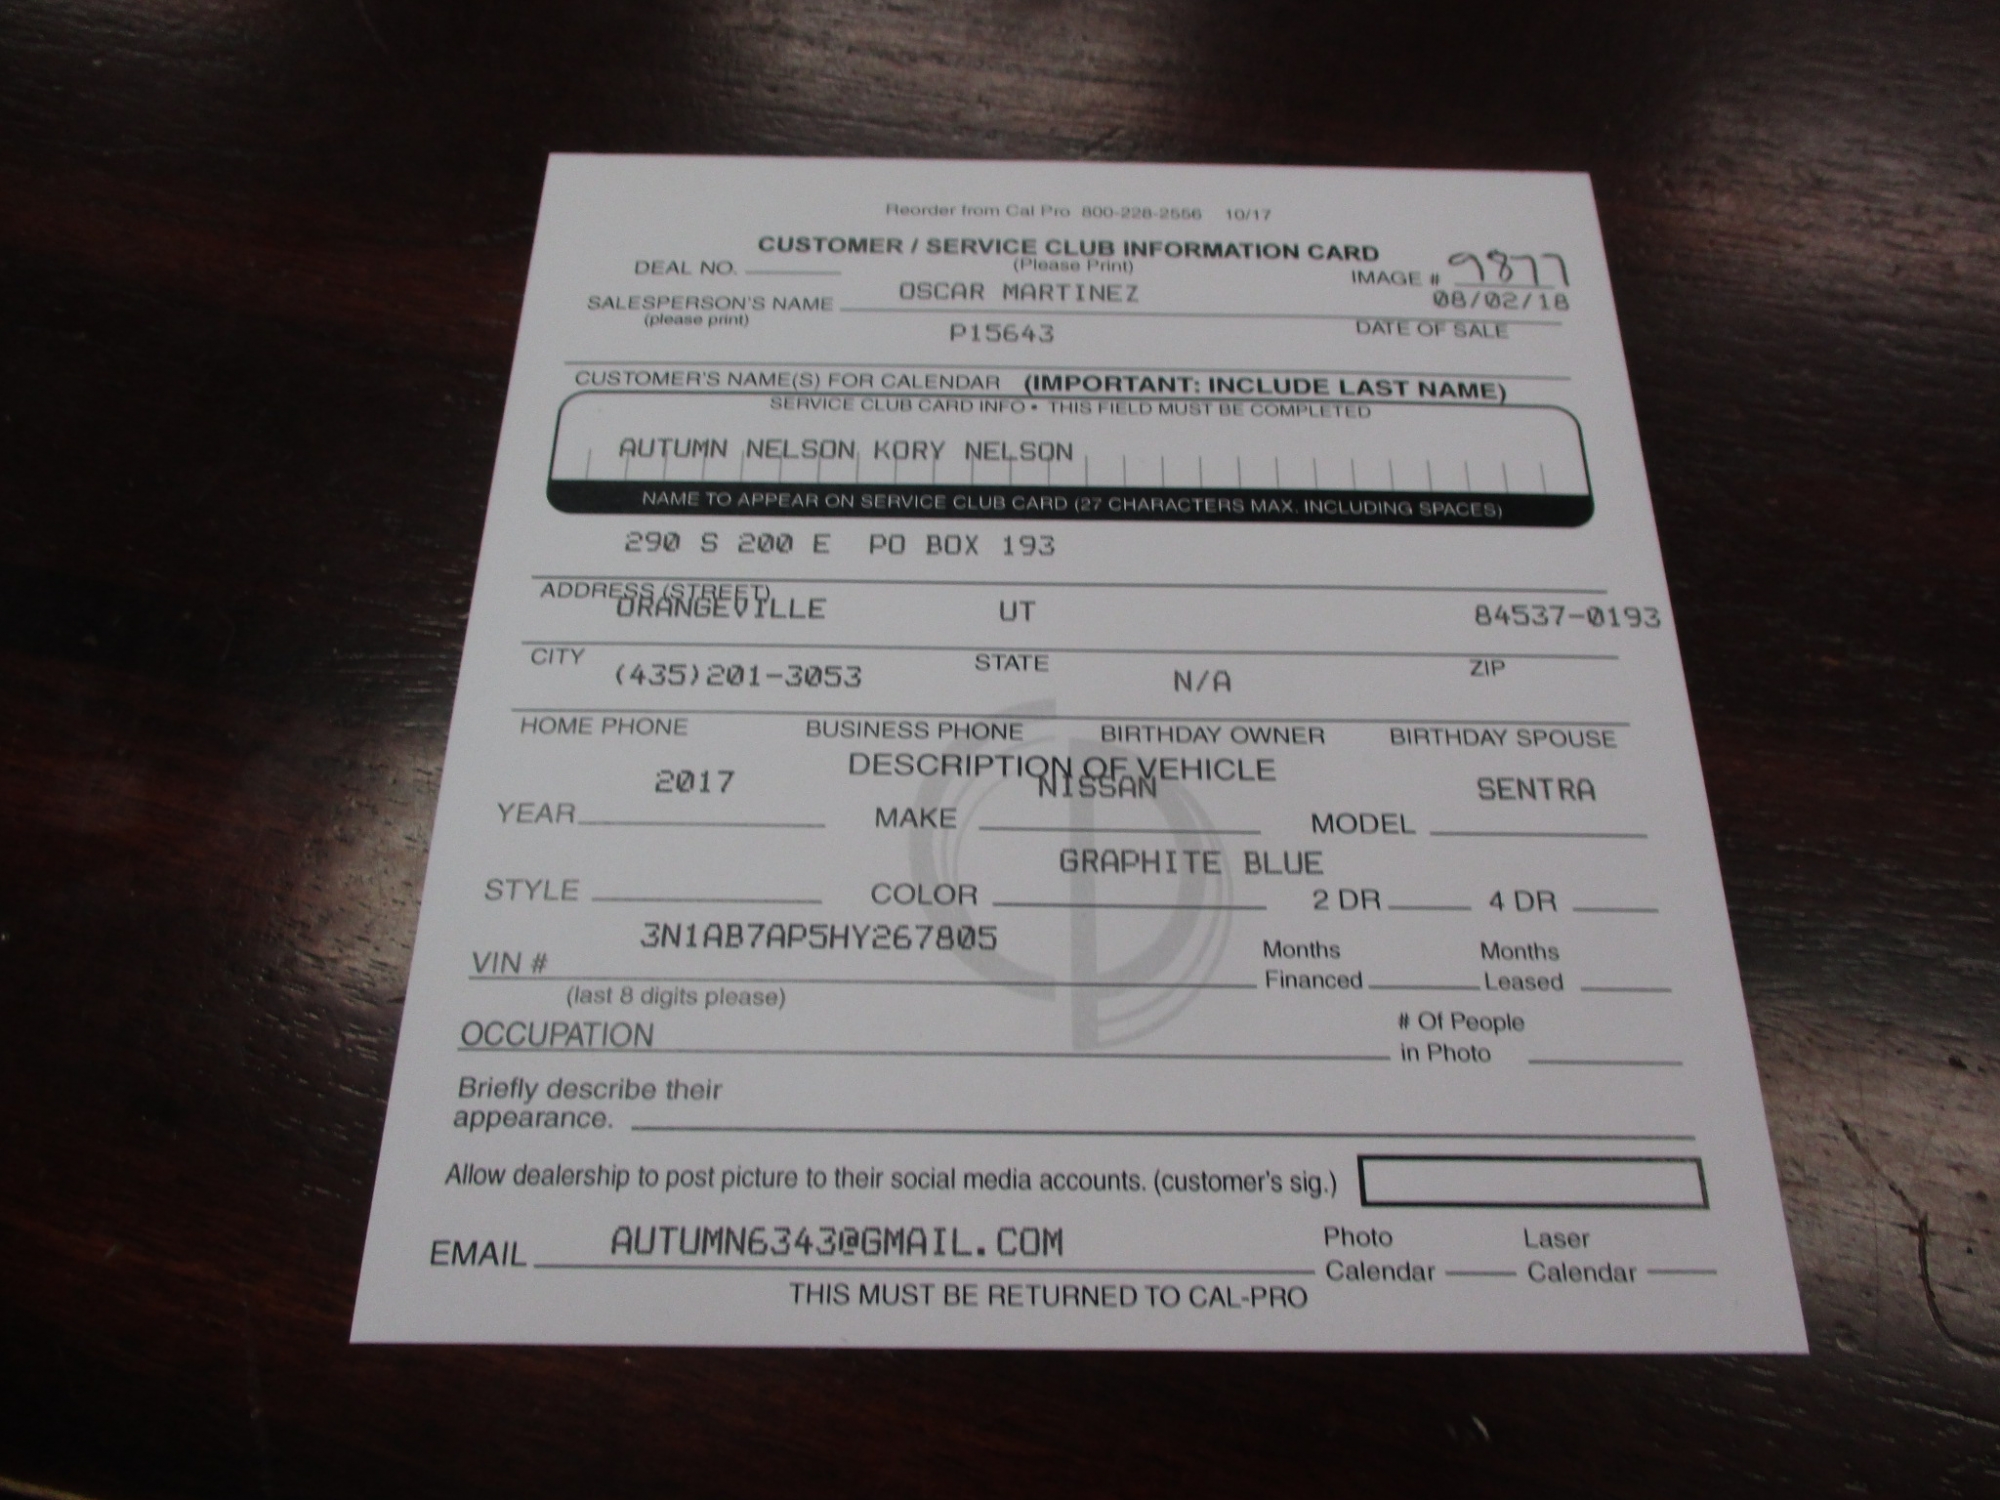 Reorder from Cal Pro 800-228-2556 10/17
CUSTOMER / SERVICE CLUB INFORMATION CARD
(Please Print)
DEAL NO.
IMAGE # 9877
OSCAR MARTINEZ
08/02/18
SALESPERSON'S NAME
(please print)
P15643
DATE OF SALE
CUSTOMER'S NAME(S) FOR CALENDAR (IMPORTANT: INCLUDE LAST NAME)
SERVICE CLUB CARD INFO • THIS FIELD MUST BE COMPLETED
AUTUMN NELSON KORY NELSON
NAME TO APPEAR ON SERVICE CLUB CARD (27 CHARACTERS MAX. INCLUDING SPACES)
290 S 200 E PO BOX 193
ADDRESS (STREET)
ORANGEVILLE UT 84537-0193
CITY STATE ZIP
(435)201-3053 N/A
HOME PHONE BUSINESS PHONE BIRTHDAY OWNER BIRTHDAY SPOUSE
DESCRIPTION OF VEHICLE
2017 NISSAN SENTRA
YEAR MAKE MODEL
GRAPHITE BLUE
STYLE COLOR 2 DR 4 DR
3N1AB7AP5HY267805
VIN #
(last 8 digits please)
Months Financed
Months Leased
OCCUPATION
# Of People in Photo
Briefly describe their
appearance.
Allow dealership to post picture to their social media accounts. (customer's sig.)
EMAIL AUTUMN6343@GMAIL.COM
Photo Calendar
Laser Calendar
THIS MUST BE RETURNED TO CAL-PRO